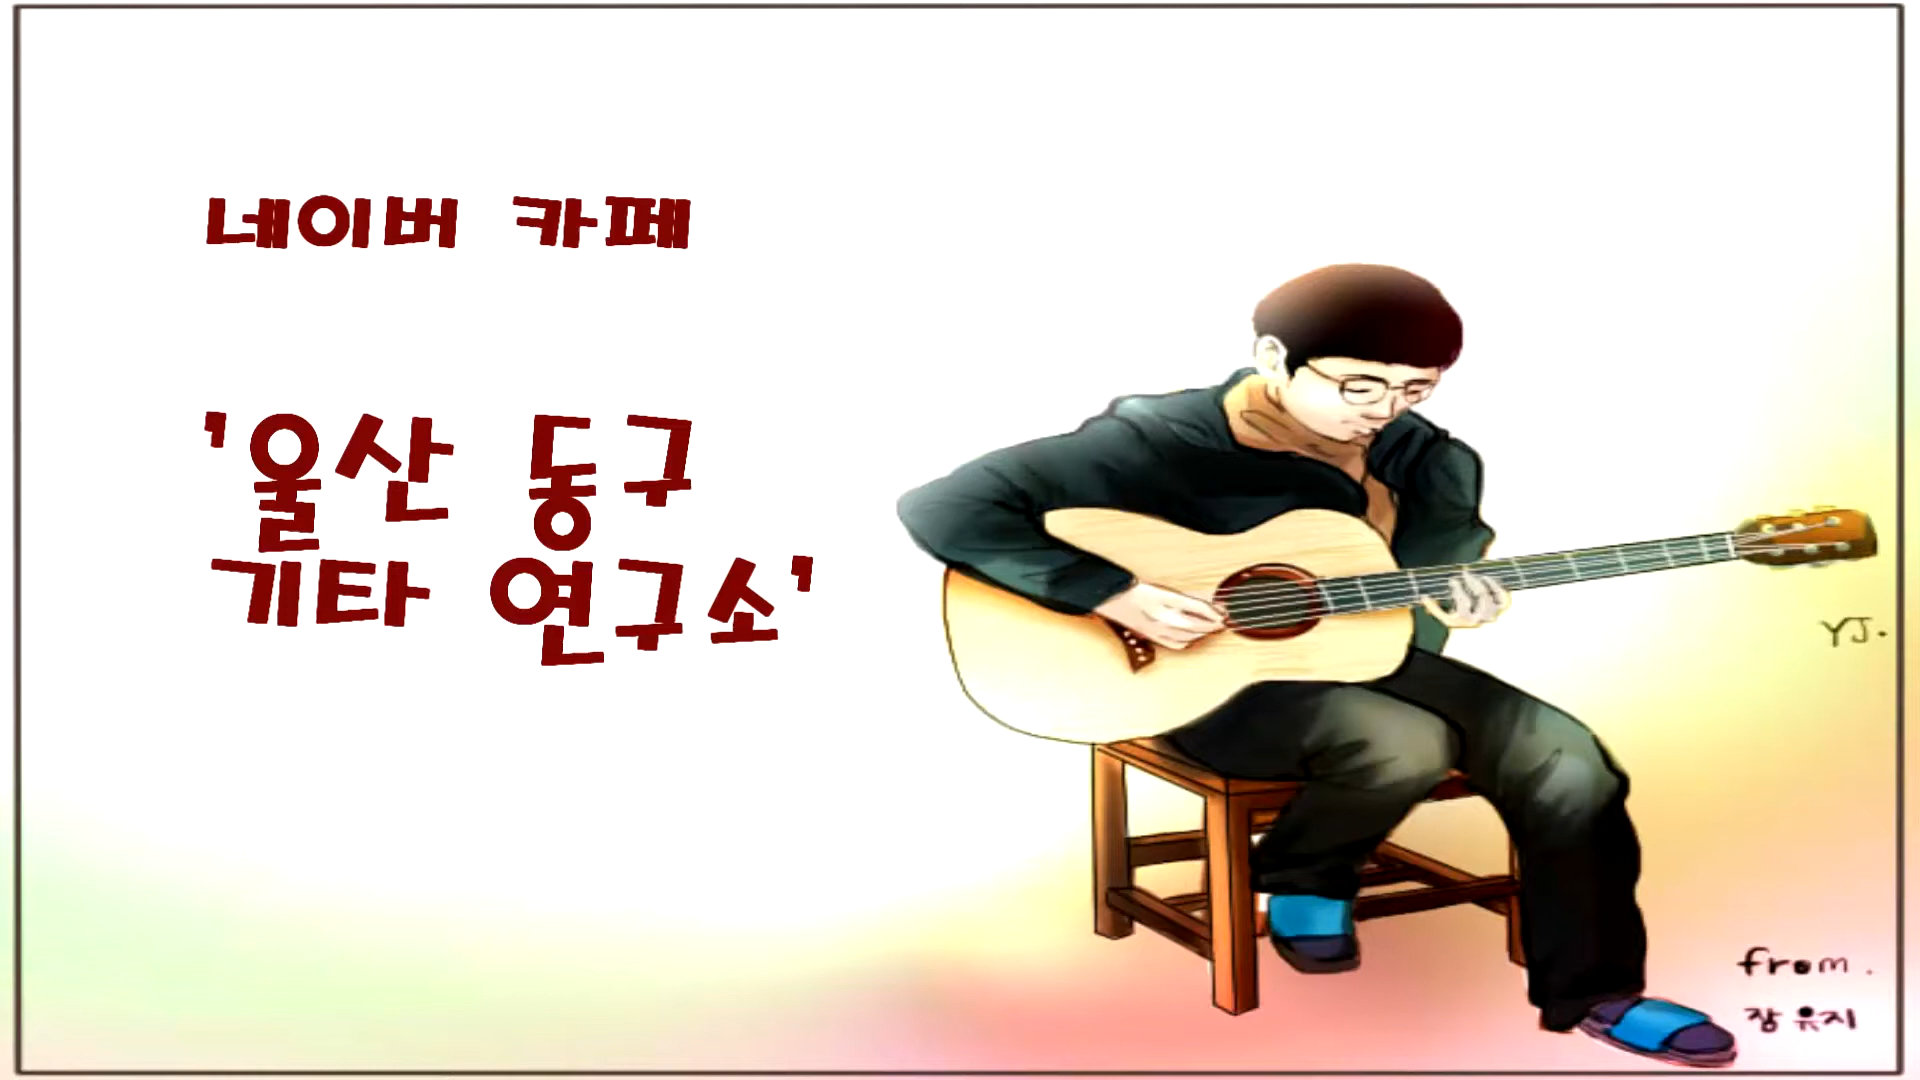 네이버 카페
'울산 동구
기타 연구소'
YJ.
from.
장유지